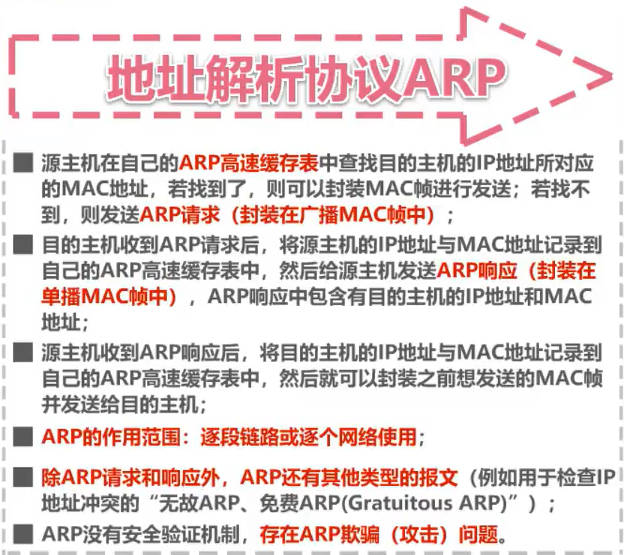 地址解析协议ARP
源主机在自己的ARP高速缓存表中查找目的主机的IP地址所对应
的MAC地址，若找到了，则可以封装MAC帧进行发送；若找不
到，则发送ARP请求（封装在广播MAC帧中）；
目的主机收到ARP请求后，将源主机的IP地址与MAC地址记录到
自己的ARP高速缓存表中，然后给源主机发送ARP响应（封装在
单播MAC帧中），ARP响应中包含有目的主机的IP地址和MAC
地址；
源主机收到ARP响应后，将目的主机的IP地址与MAC地址记录到
自己的ARP高速缓存表中，然后就可以封装之前想发送的MAC帧
并发送给目的主机；
ARP的作用范围：逐段链路或逐个网络使用；
除ARP请求和响应外，ARP还有其他类型的报文（例如用于检查IP
地址冲突的“无故ARP、免费ARP(Gratuitous ARP)”）；
ARP没有安全验证机制，存在ARP欺骗（攻击）问题。